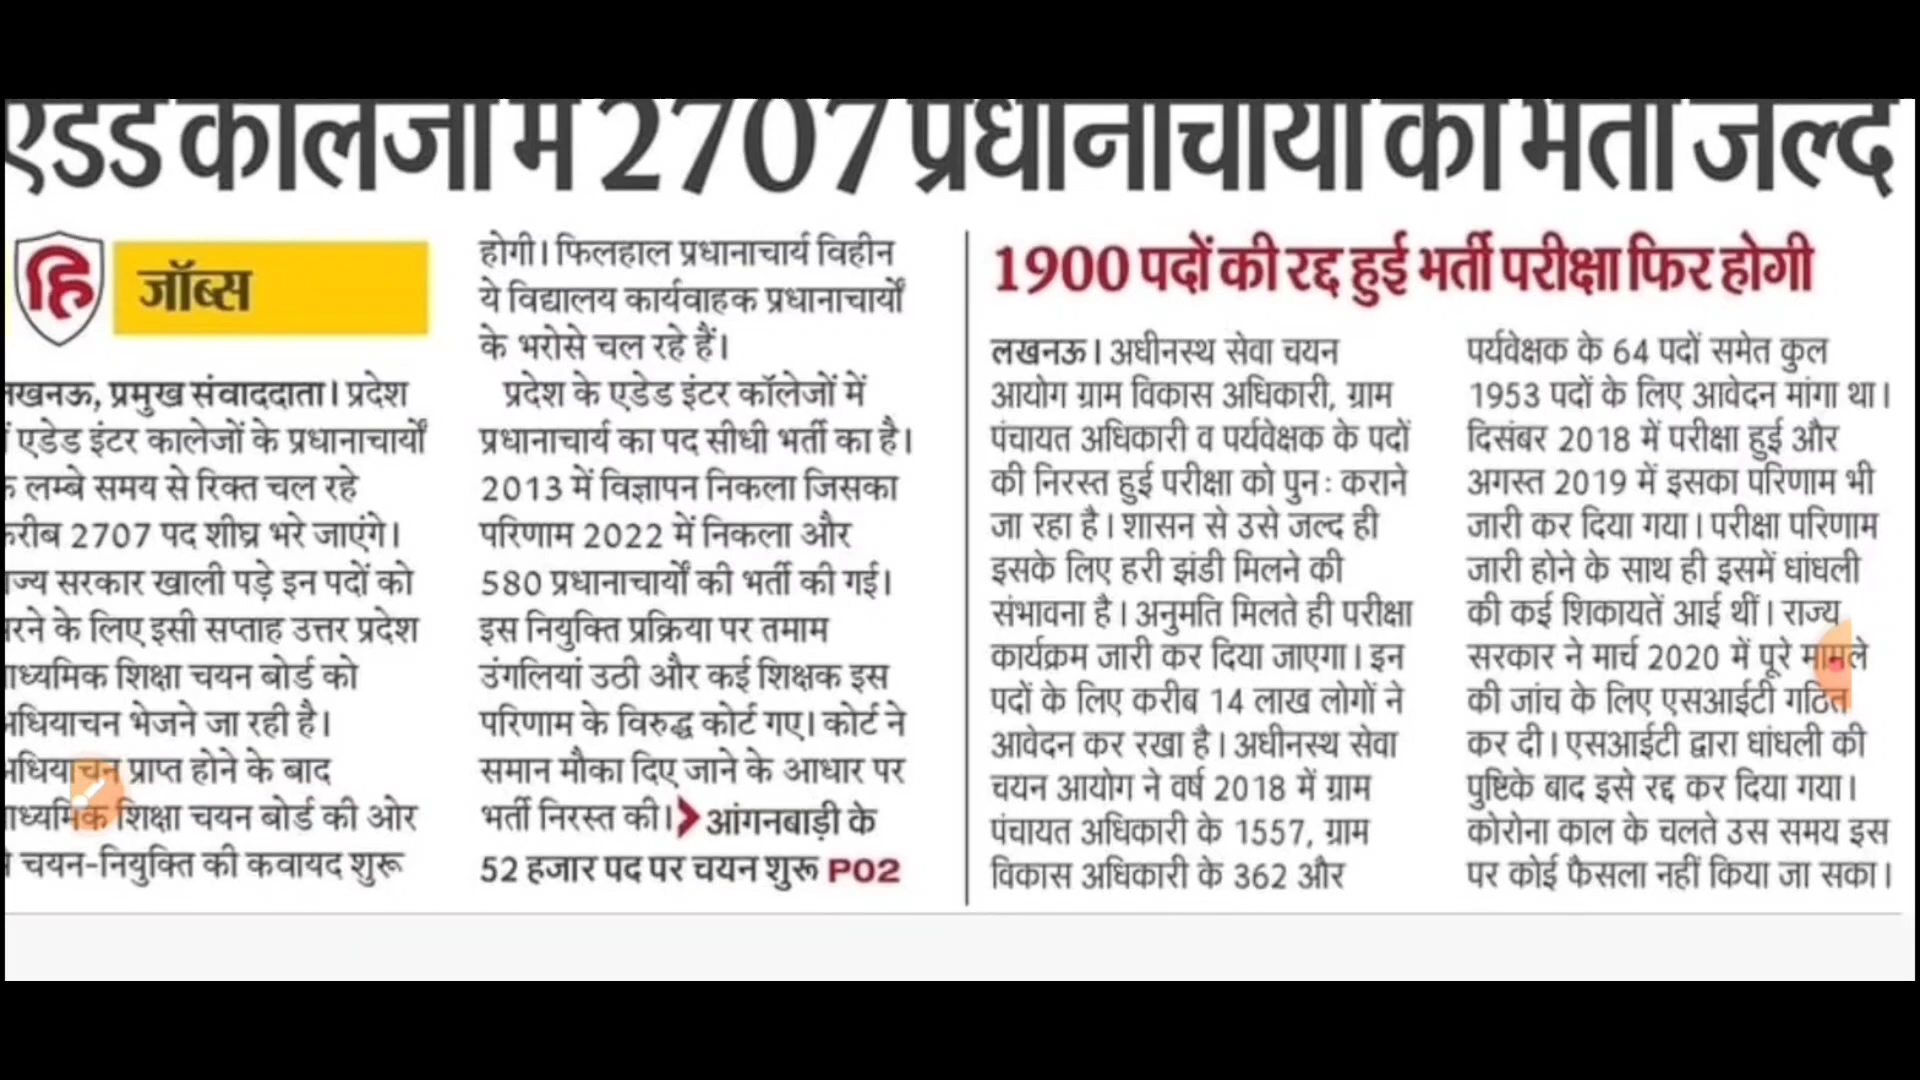 एडेड कॉलेजों में 2707 प्रधानाचार्यों की भर्ती जल्द
हि
जॉब्स
प्रमुख संवाददाता। प्रदेश
एडेड इंटर कालेजों के प्रधानाचार्यों
लम्बे समय से रिक्त चल रहे
2707 पद शीघ्र भरे जाएंगे।
सरकार खाली पड़े इन पदों को
के लिए इसी सप्ताह उत्तर प्रदेश
शिक्षा चयन बोर्ड को
भेजने जा रही है।
प्राप्त होने के बाद
शिक्षा चयन बोर्ड की ओर
चयन-नियुक्ति की कवायद शुरू
होगी। फिलहाल प्रधानाचार्य विहीन
ये विद्यालय कार्यवाहक प्रधानाचार्यों
के भरोसे चल रहे हैं।
प्रदेश के एडेड इंटर कॉलेजों में
प्रधानाचार्य का पद सीधी भर्ती का है।
2013 में विज्ञापन निकला जिसका
परिणाम 2022 में निकला और
580 प्रधानाचार्यों की भर्ती की गई।
इस नियुक्ति प्रक्रिया पर तमाम
उंगलियां उठी और कई शिक्षक इस
परिणाम के विरुद्ध कोर्ट गए। कोर्ट ने
समान मौका दिए जाने के आधार पर
भर्ती निरस्त की। आंगनबाड़ी के
52 हजार पद पर चयन शुरू P02
1900 पदों की रद्द हुई भर्ती परीक्षा फिर होगी
लखनऊ। अधीनस्थ सेवा चयन
आयोग ग्राम विकास अधिकारी, ग्राम
पंचायत अधिकारी व पर्यवेक्षक के पदों
की निरस्त हुई परीक्षा को पुन: कराने
जा रहा है। शासन से उसे जल्द ही
इसके लिए हरी झंडी मिलने की
संभावना है। अनुमति मिलते ही परीक्षा
कार्यक्रम जारी कर दिया जाएगा। इन
पदों के लिए करीब 14 लाख लोगों ने
आवेदन कर रखा है। अधीनस्थ सेवा
चयन आयोग ने वर्ष 2018 में ग्राम
पंचायत अधिकारी के 1557, ग्राम
विकास अधिकारी के 362 और
पर्यवेक्षक के 64 पदों समेत कुल
1953 पदों के लिए आवेदन मांगा था।
दिसंबर 2018 में परीक्षा हुई और
अगस्त 2019 में इसका परिणाम भी
जारी कर दिया गया। परीक्षा परिणाम
जारी होने के साथ ही इसमें धांधली
की कई शिकायतें आई थीं। राज्य
सरकार ने मार्च 2020 में पूरे मामले
की जांच के लिए एसआईटी गठित
कर दी। एसआईटी द्वारा धांधली की
पुष्टिके बाद इसे रद्द कर दिया गया।
कोरोना काल के चलते उस समय इस
पर कोई फैसला नहीं किया जा सका।